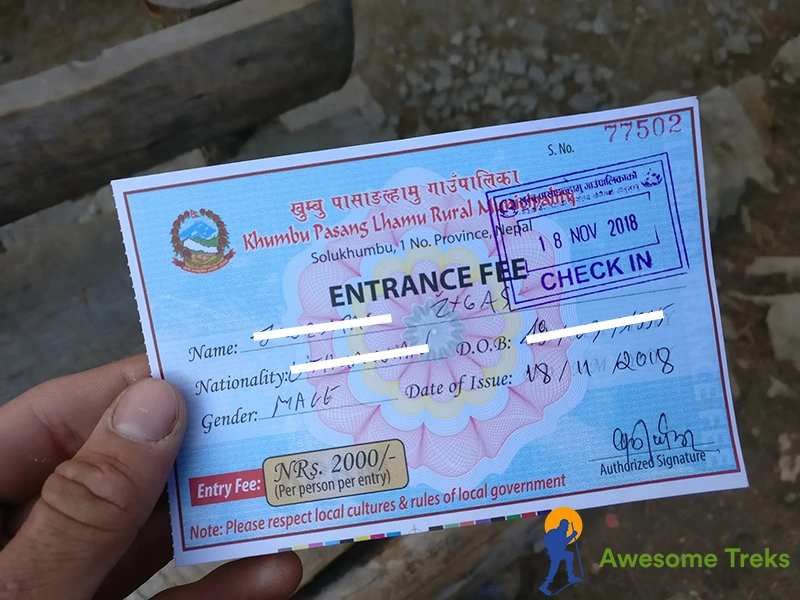 S. No. 77502
खुम्बु पासाङल्हामु गाउँपालिका
Khumbu Pasang Lhamu Rural Municipality
Solukhumbu, 1 No. Province, Nepal
ENTRANCE FEE
18 NOV 2018
CHECK IN
Name:
Nationality:
D.O.B:
Gender: MALE
Date of Issue: 18/11/2018
Entry Fee: NRs. 2000/-
(Per person per entry)
Authorized Signature
Note: Please respect local cultures & rules of local government
Awesome Treks